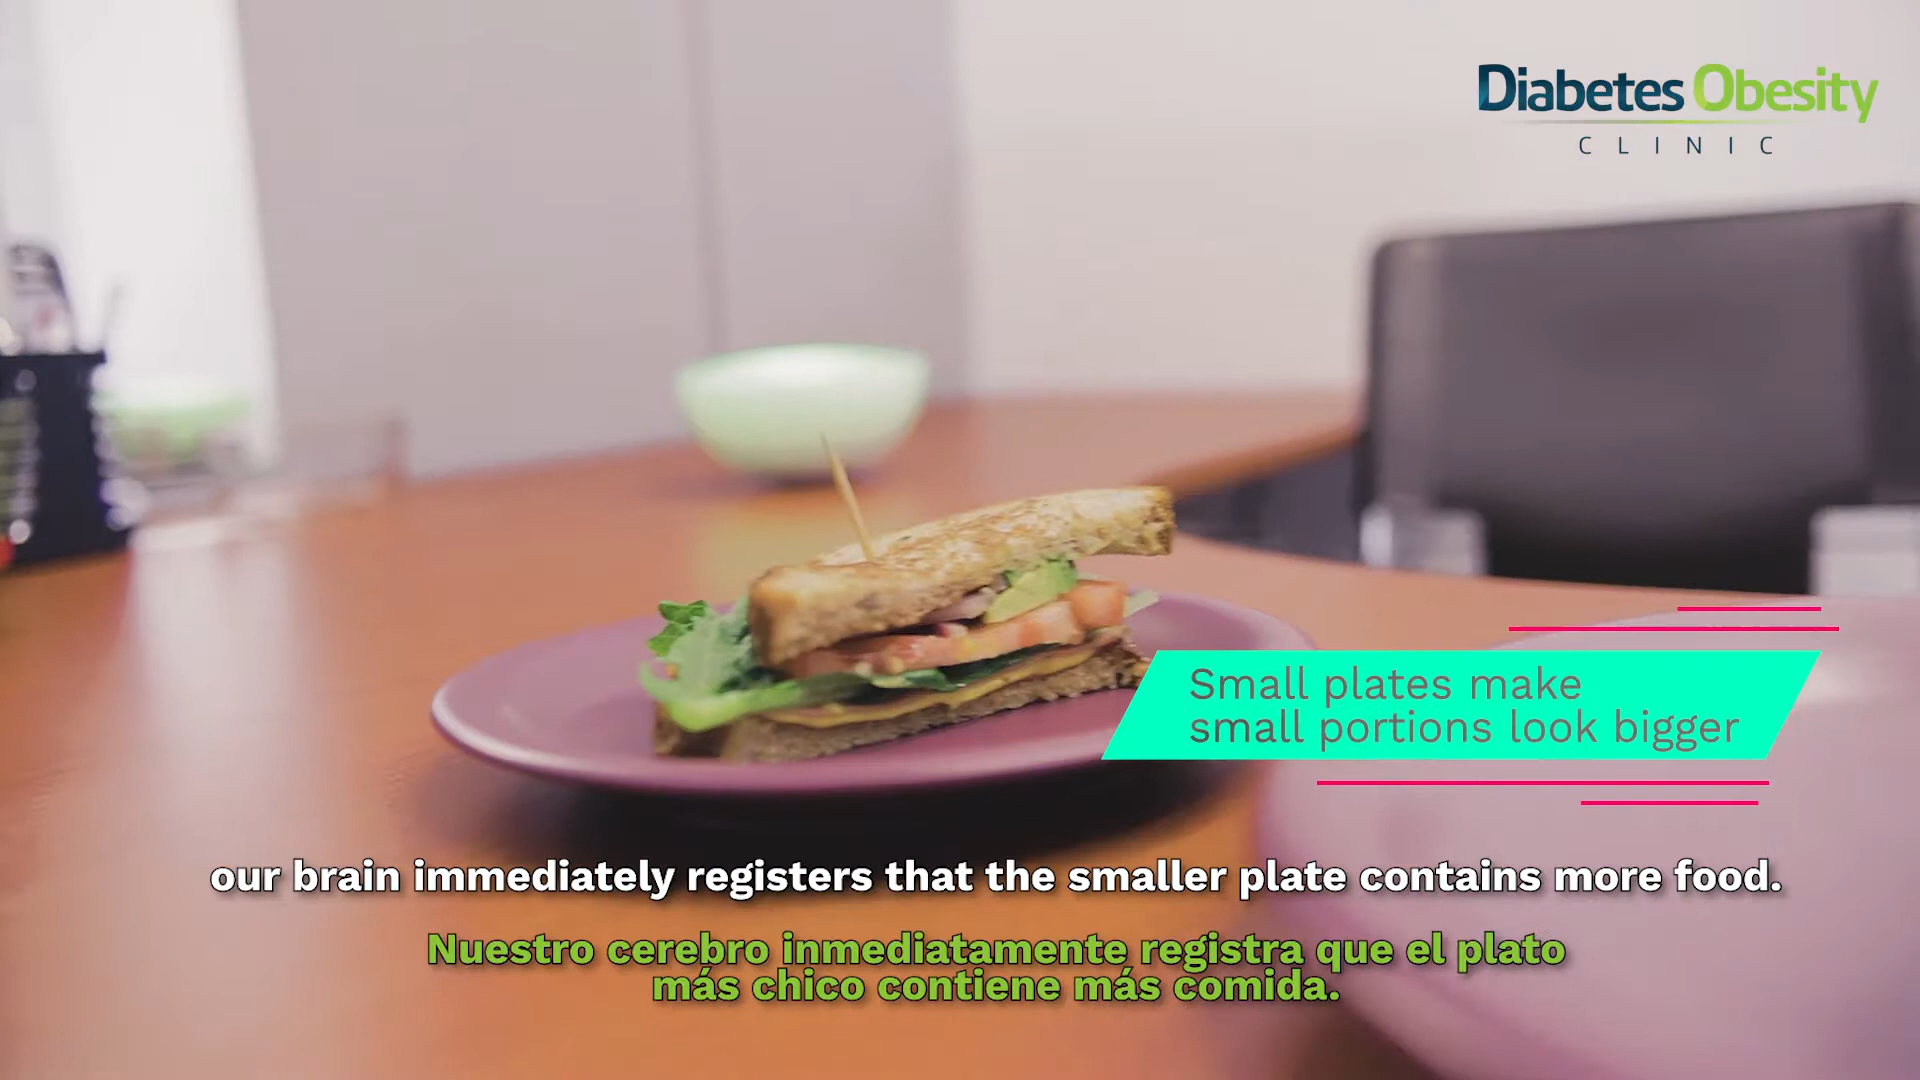 Diabetes Obesity
CLINIC
Small plates make
small portions look bigger
our brain immediately registers that the smaller plate contains more food.
Nuestro cerebro inmediatamente registra que el plato
más chico contiene más comida.